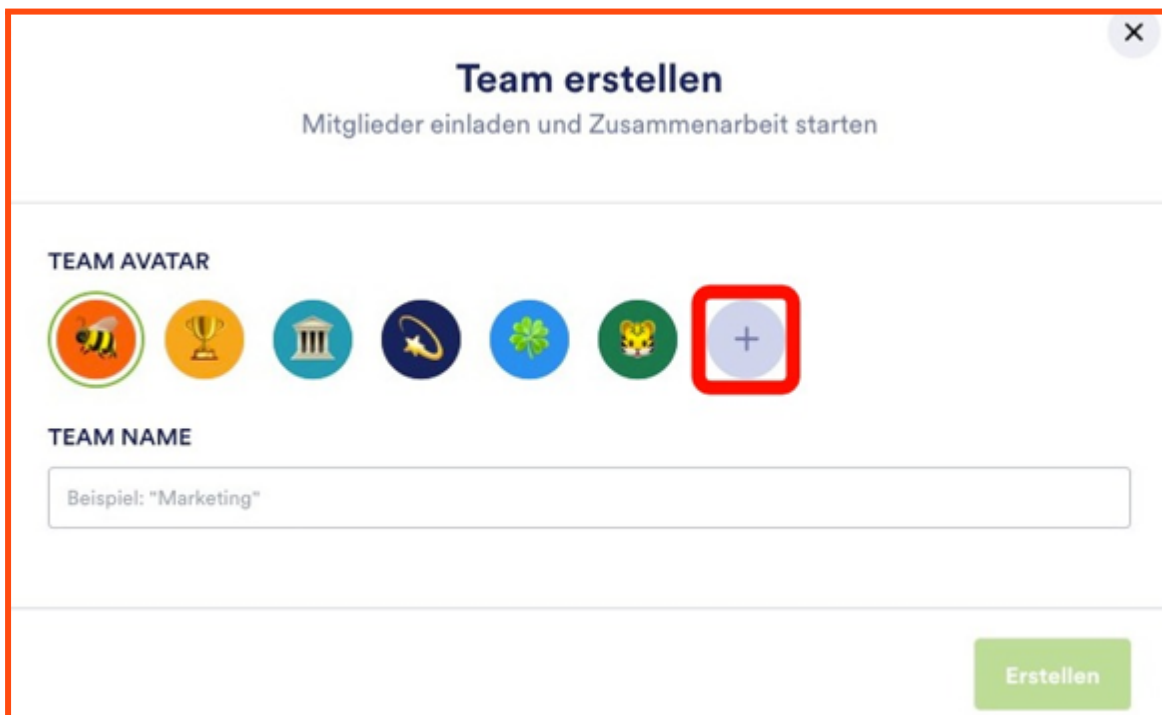 Team erstellen
Mitglieder einladen und Zusammenarbeit starten
TEAM AVATAR
TEAM NAME
Beispiel: "Marketing"
Erstellen